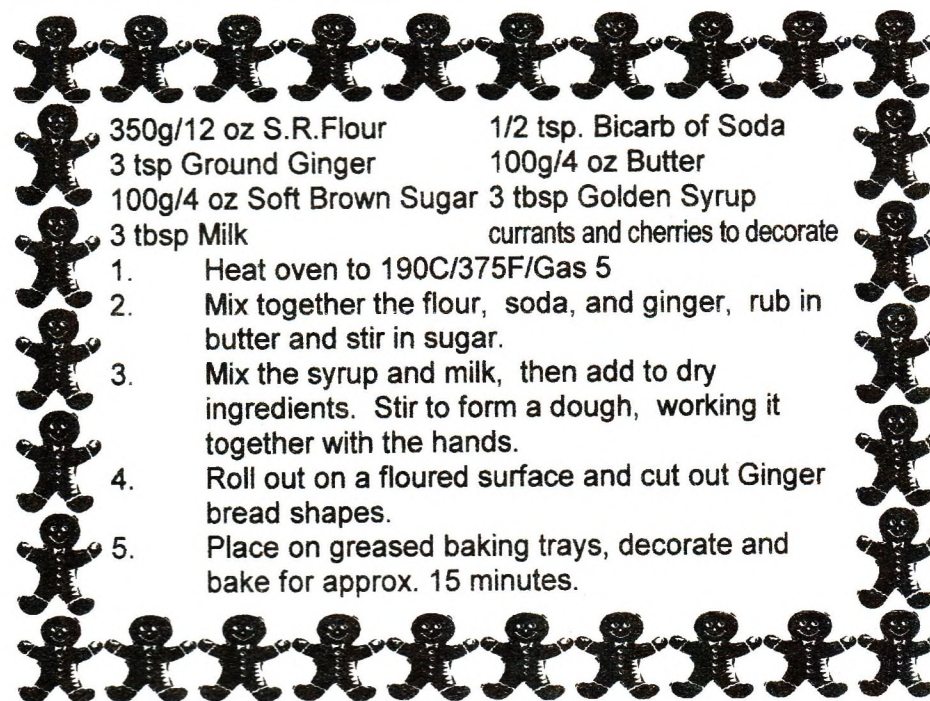 350g/12 oz S.R.Flour 1/2 tsp. Bicarb of Soda
3 tsp Ground Ginger 100g/4 oz Butter
100g/4 oz Soft Brown Sugar 3 tbsp Golden Syrup
3 tbsp Milk currants and cherries to decorate
1. Heat oven to 190C/375F/Gas 5
2. Mix together the flour, soda, and ginger, rub in
butter and stir in sugar.
3. Mix the syrup and milk, then add to dry
ingredients. Stir to form a dough, working it
together with the hands.
4. Roll out on a floured surface and cut out Ginger
bread shapes.
5. Place on greased baking trays, decorate and
bake for approx. 15 minutes.